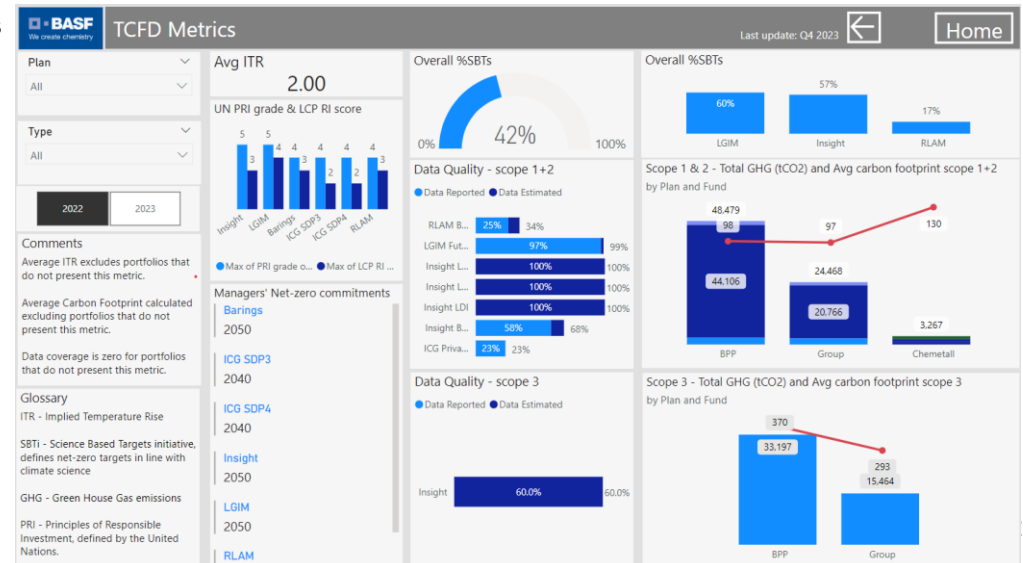 BASF
We create chemistry
TCFD Metrics
Last update: Q4 2023
Home
Plan
All
Type
All
2022
2023
Comments
Average ITR excludes portfolios that
do not present this metric.
Average Carbon Footprint calculated
excluding portfolios that do not
present this metric.
Data coverage is zero for portfolios
that do not present this metric.
Glossary
ITR - Implied Temperature Rise
SBTi - Science Based Targets initiative,
defines net-zero targets in line with
climate science
GHG - Green House Gas emissions
PRI - Principles of Responsible
Investment, defined by the United
Nations.
Avg ITR
2.00
UN PRI grade & LCP RI score
5 3 5 4 4 3 4 2 4 2 4 3
Insight LGIM Barings ICG SDP3 ICG SDP4 RLAM
Max of PRI grade o... Max of LCP RI ...
Managers' Net-zero commitments
Barings
2050
ICG SDP3
2040
ICG SDP4
2040
Insight
2050
LGIM
2050
RLAM
Overall %SBTs
42%
0% 100%
Data Quality - scope 1+2
Data Reported Data Estimated
RLAM B... 25% 34%
LGIM Fut... 97% 99%
Insight L... 100% 100%
Insight L... 100% 100%
Insight LDI 100% 100%
Insight B... 58% 68%
ICG Priva... 23% 23%
Data Quality - scope 3
Data Reported Data Estimated
Insight 60.0% 60.0%
Overall %SBTs
60% 57% 17%
LGIM Insight RLAM
Scope 1 & 2 - Total GHG (tCO2) and Avg carbon footprint scope 1+2
by Plan and Fund
48,479
98 97 130
44,106
24,468
20,766
3,267
BPP Group Chemetall
Scope 3 - Total GHG (tCO2) and Avg carbon footprint scope 3
by Plan and Fund
370
33,197
293
15,464
BPP Group